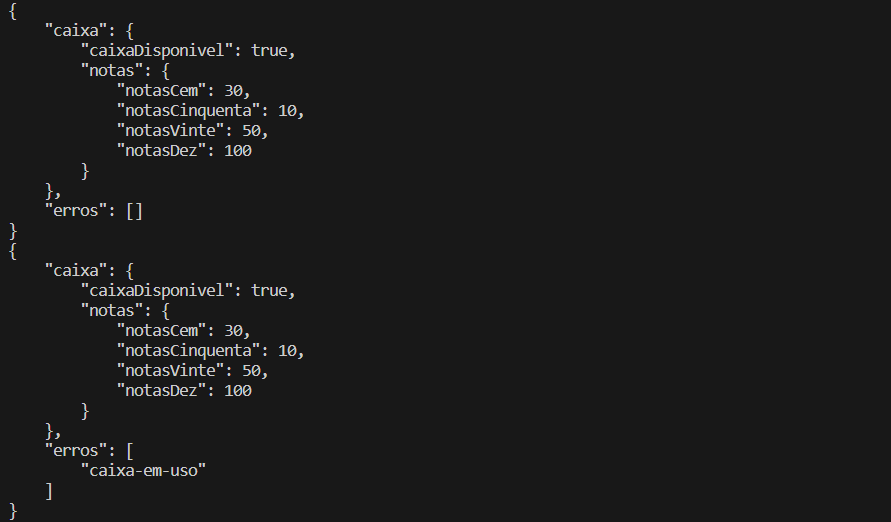 {
    "caixa": {
        "caixaDisponivel": true,
        "notas": {
            "notasCem": 30,
            "notasCinquenta": 10,
            "notasVinte": 50,
            "notasDez": 100
        }
    },
    "erros": []
}
{
    "caixa": {
        "caixaDisponivel": true,
        "notas": {
            "notasCem": 30,
            "notasCinquenta": 10,
            "notasVinte": 50,
            "notasDez": 100
        }
    },
    "erros": [
        "caixa-em-uso"
    ]
}